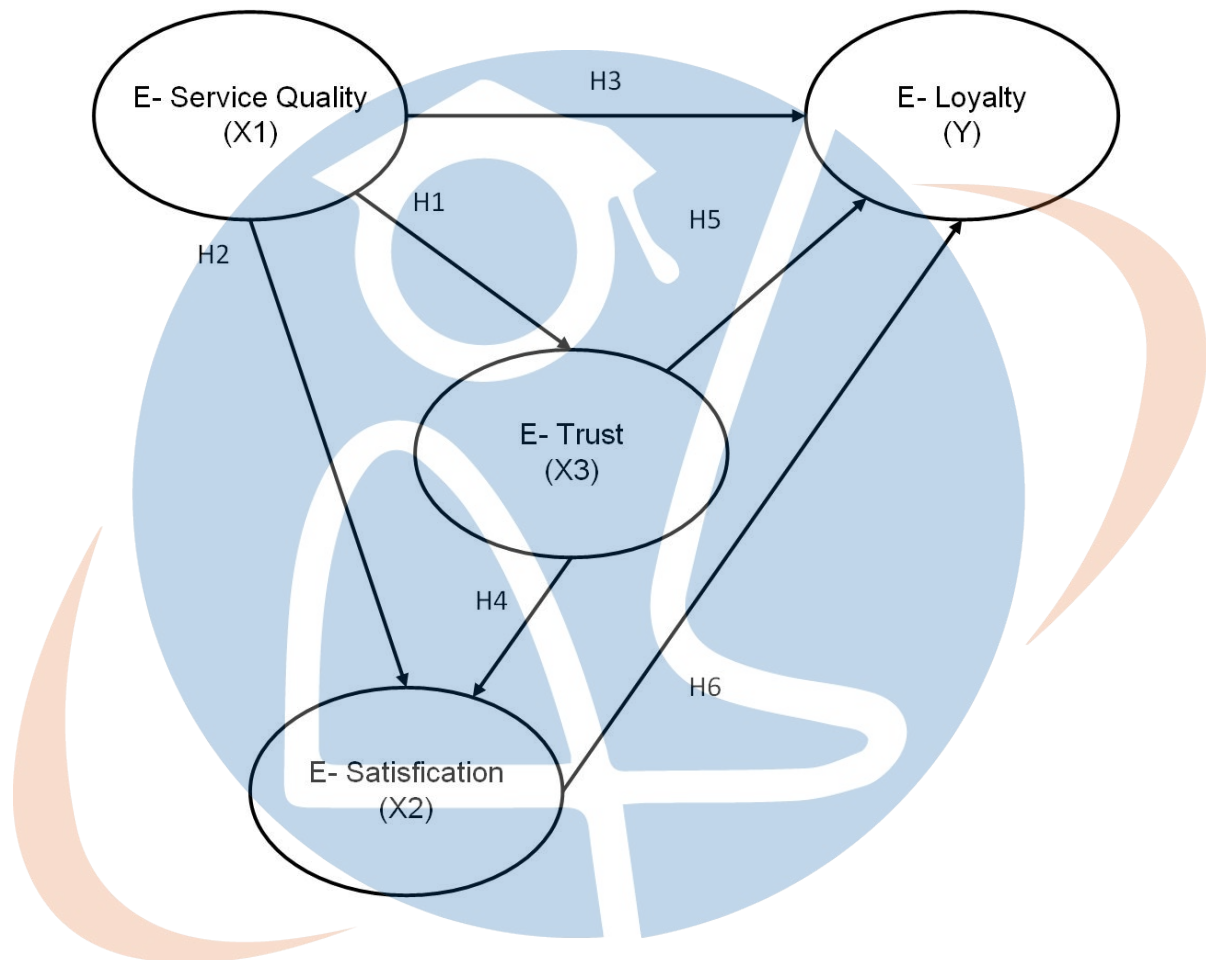 E- Service Quality
(X1)
H3
E- Loyalty
(Y)
H1
H5
H2
E- Trust
(X3)
H4
H6
E- Satisfication
(X2)